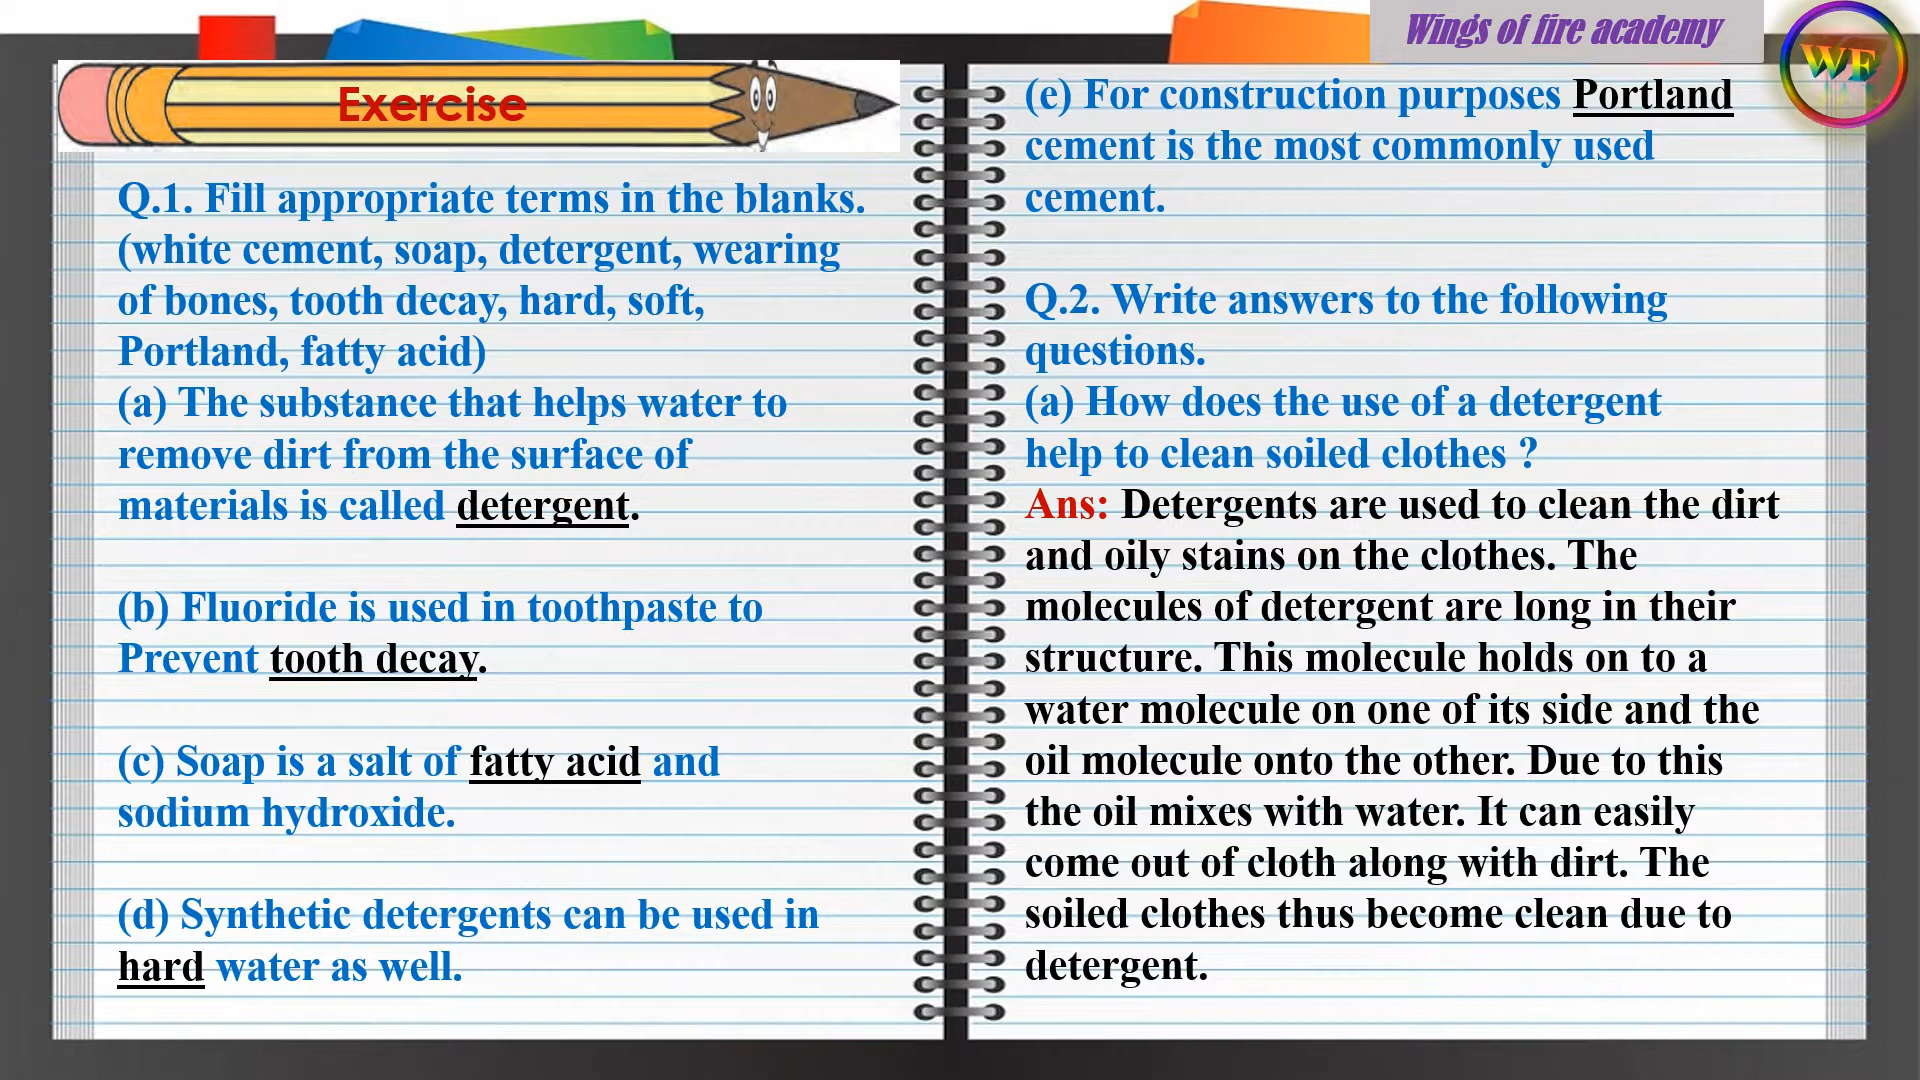 Exercise
Q.1. Fill appropriate terms in the blanks.
(white cement, soap, detergent, wearing
of bones, tooth decay, hard, soft,
Portland, fatty acid)
(a) The substance that helps water to
remove dirt from the surface of
materials is called detergent.
(b) Fluoride is used in toothpaste to
Prevent tooth decay.
(c) Soap is a salt of fatty acid and
sodium hydroxide.
(d) Synthetic detergents can be used in
hard water as well.
Wings of fire academy
WF
(e) For construction purposes Portland
cement is the most commonly used
cement.
Q.2. Write answers to the following
questions.
(a) How does the use of a detergent
help to clean soiled clothes ?
Ans: Detergents are used to clean the dirt
and oily stains on the clothes. The
molecules of detergent are long in their
structure. This molecule holds on to a
water molecule on one of its side and the
oil molecule onto the other. Due to this
the oil mixes with water. It can easily
come out of cloth along with dirt. The
soiled clothes thus become clean due to
detergent.